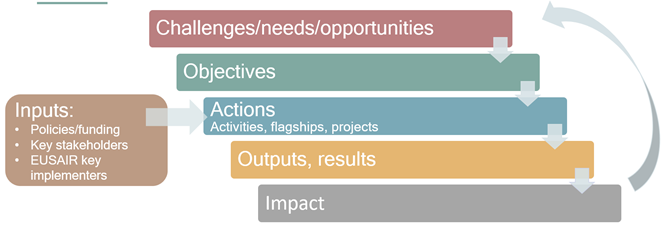 Challenges/needs/opportunities
Objectives
Inputs:
• Policies/funding
• Key stakeholders
• EUSAIR key
implementers
Actions
Activities, flagships, projects
Outputs, results
Impact